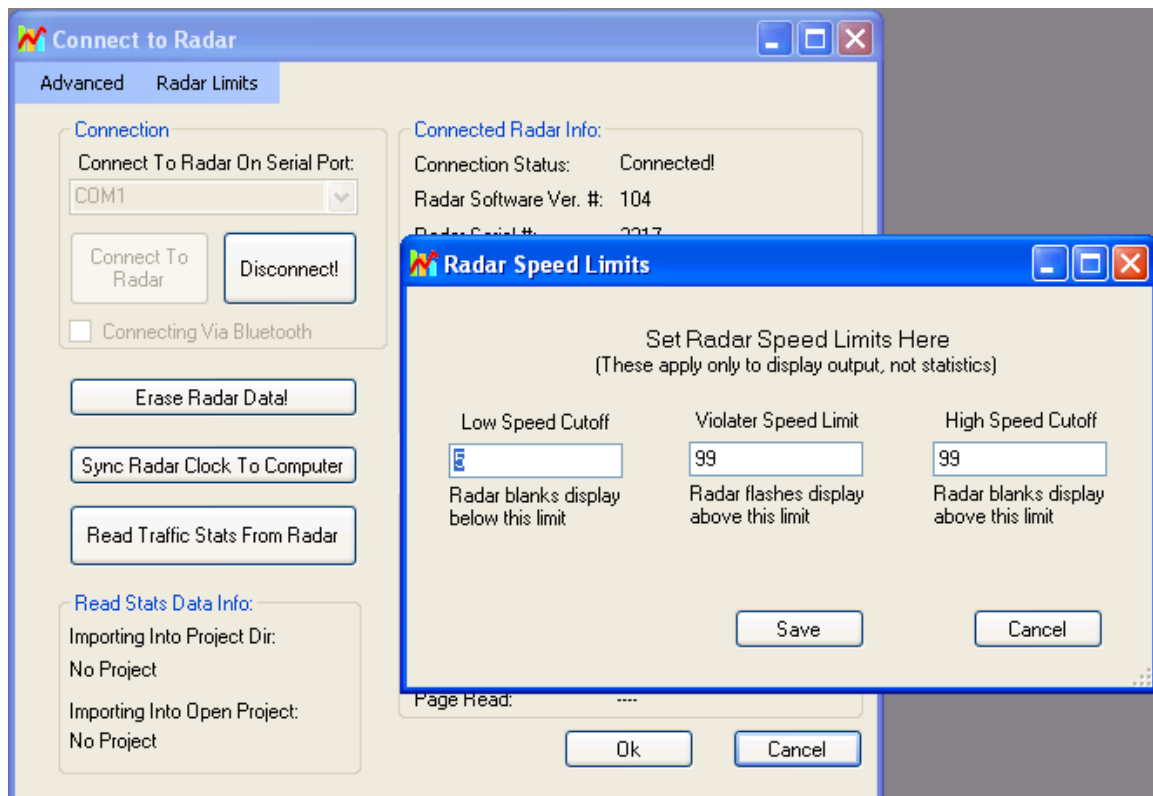 Connect to Radar
Advanced Radar Limits
Connection
Connect To Radar On Serial Port:
COM1
Connect To
Radar
Disconnect!
Connecting Via Bluetooth
Erase Radar Data!
Sync Radar Clock To Computer
Read Traffic Stats From Radar
Read Stats Data Info:
Importing Into Project Dir:
No Project
Importing Into Open Project:
No Project
Connected Radar Info:
Connection Status: Connected!
Radar Software Ver. #: 104
Radar Serial #: 2217
Radar Speed Limits
Set Radar Speed Limits Here
(These apply only to display output, not statistics)
Low Speed Cutoff
5
Radar blanks display
below this limit
Violater Speed Limit
99
Radar flashes display
above this limit
High Speed Cutoff
99
Radar blanks display
above this limit
Save Cancel
Page Read: ----
Ok Cancel